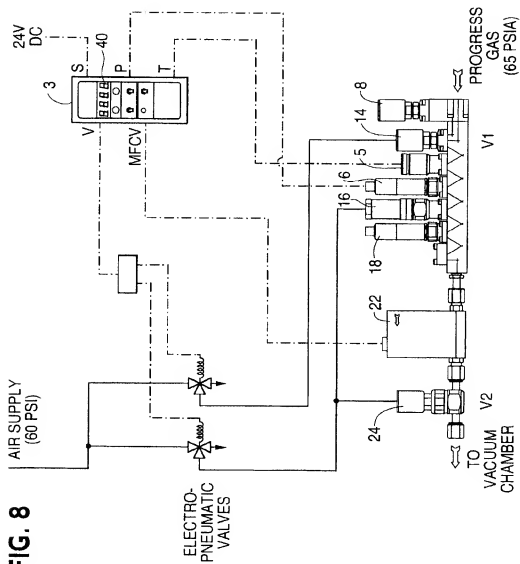 FIG. 8
AIR SUPPLY
(60 PSI)
ELECTRO-
PNEUMATIC
VALVES
24V
DC
3
40
S
P
T
V
MFCV
8
14
5
6
16
18
22
24
V1
V2
PROGRESS
GAS
(65 PSIA)
TO
VACUUM
CHAMBER